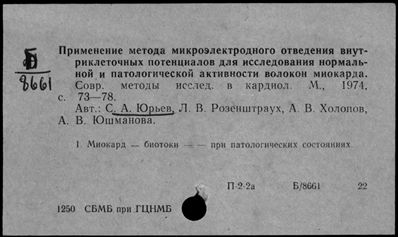 Б
8661
Применение метода микроэлектродного отведения внут-
риклеточных потенциалов для исследования нормаль-
ной и патологической активности волокон миокарда.
Совр. методы исслед. в кардиол. М., 1974,
с. 73—78.
Авт.: С. А. Юрьев, Л. В. Розенштраух, А. В. Холопов,
А. В. Юшманова.
1. Миокард — биотоки — — при патологических состояниях
П-2-2а Б/8661 22
1250 СБМБ при ГЦНМБ